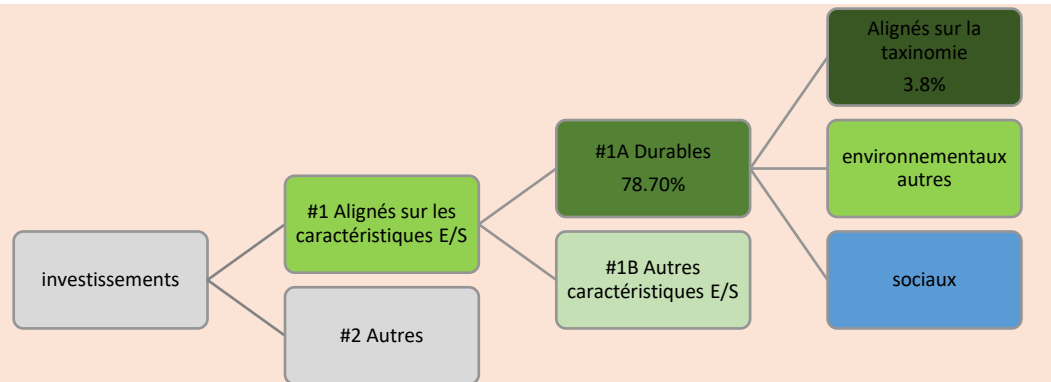 investissements
#1 Alignés sur les
caractéristiques E/S
#2 Autres
#1A Durables
78.70%
#1B Autres
caractéristiques E/S
Alignés sur la
taxinomie
3.8%
environnementaux
autres
sociaux